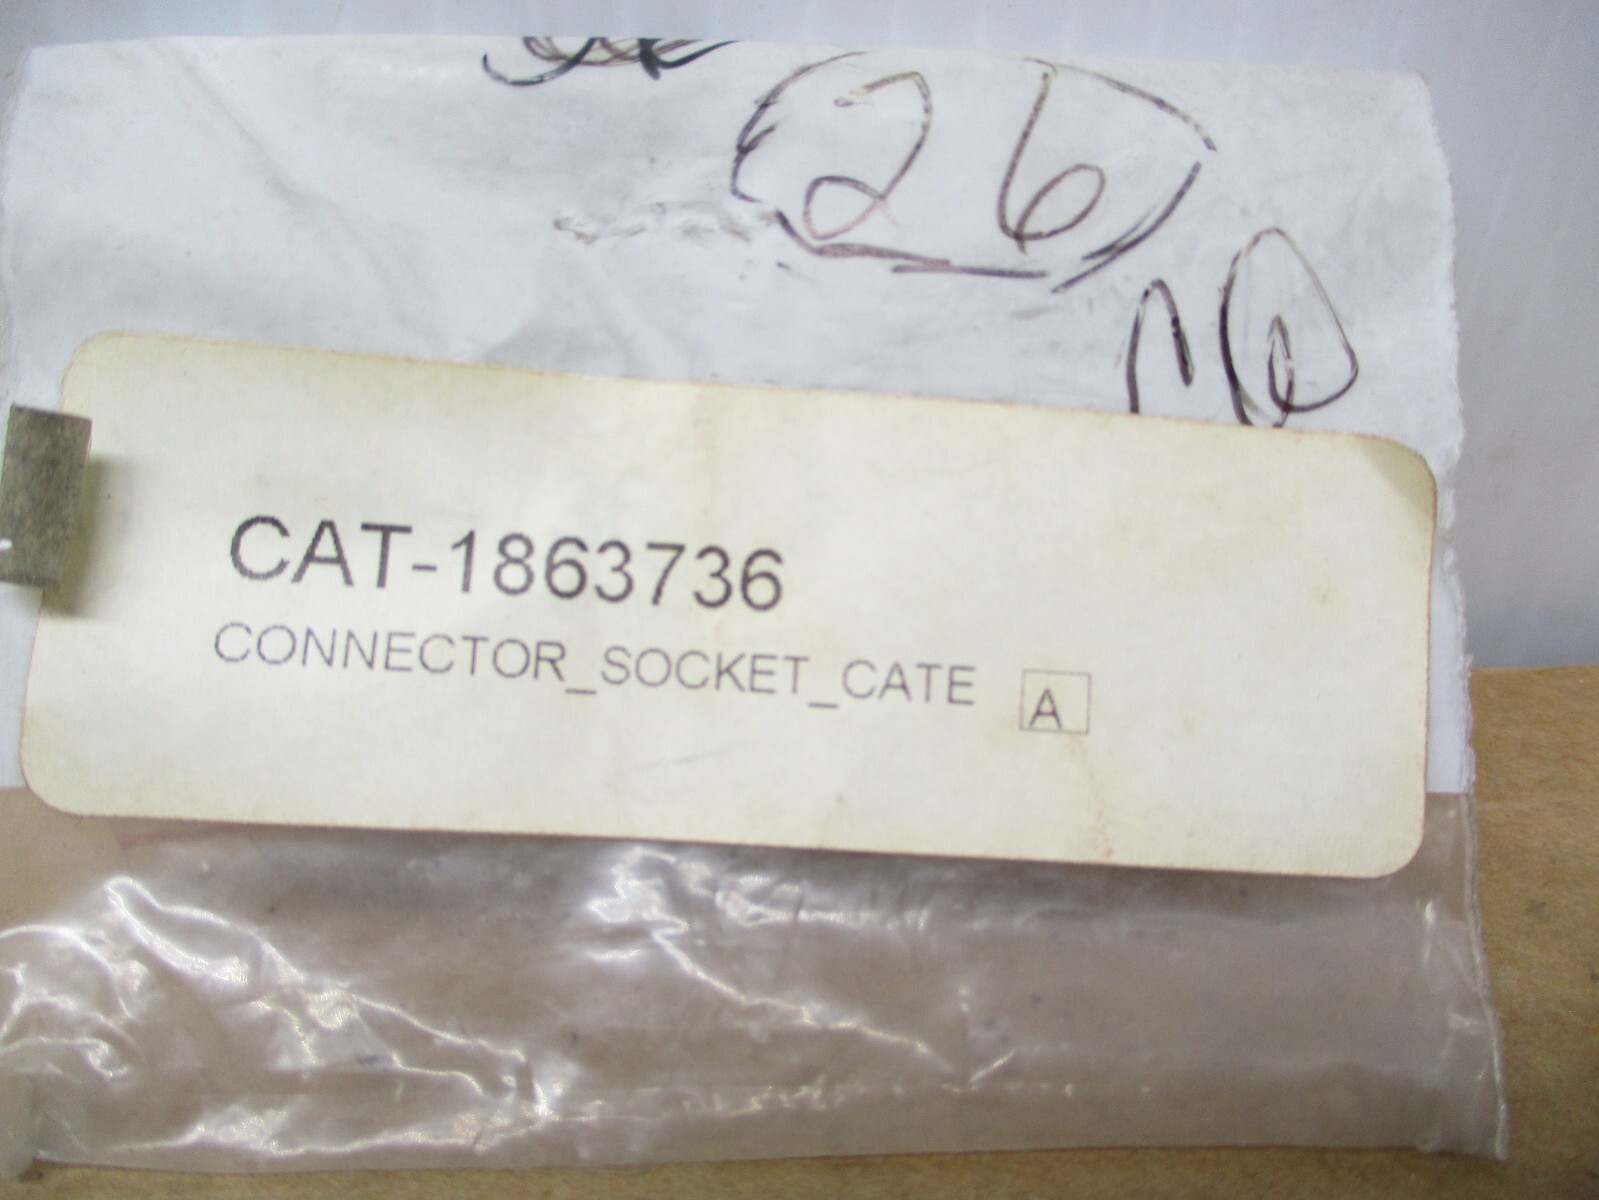 26
CAT-1863736
CONNECTOR_SOCKET_CATE A